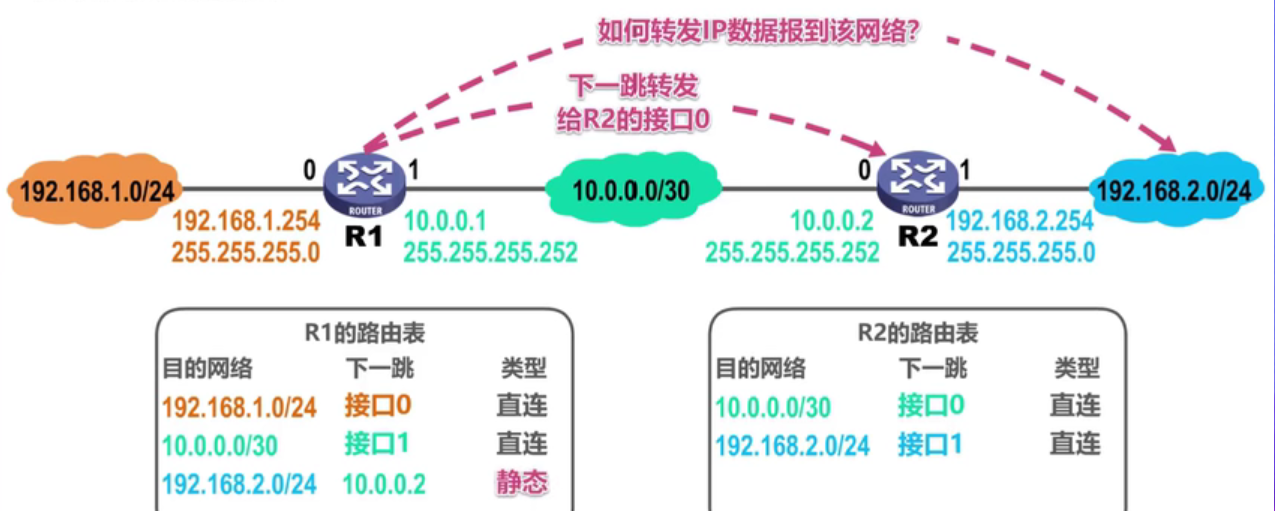 如何转发IP数据报到该网络?
下一跳转发
给R2的接口0
192.168.1.0/24
0
ROUTER
1
10.0.0.0/30
0
ROUTER
1
192.168.2.0/24
192.168.1.254
255.255.255.0
R1
10.0.0.1
255.255.255.252
10.0.0.2
255.255.255.252
R2
192.168.2.254
255.255.255.0
R1的路由表
目的网络 下一跳 类型
192.168.1.0/24 接口0 直连
10.0.0.0/30 接口1 直连
192.168.2.0/24 10.0.0.2 静态
R2的路由表
目的网络 下一跳 类型
10.0.0.0/30 接口0 直连
192.168.2.0/24 接口1 直连